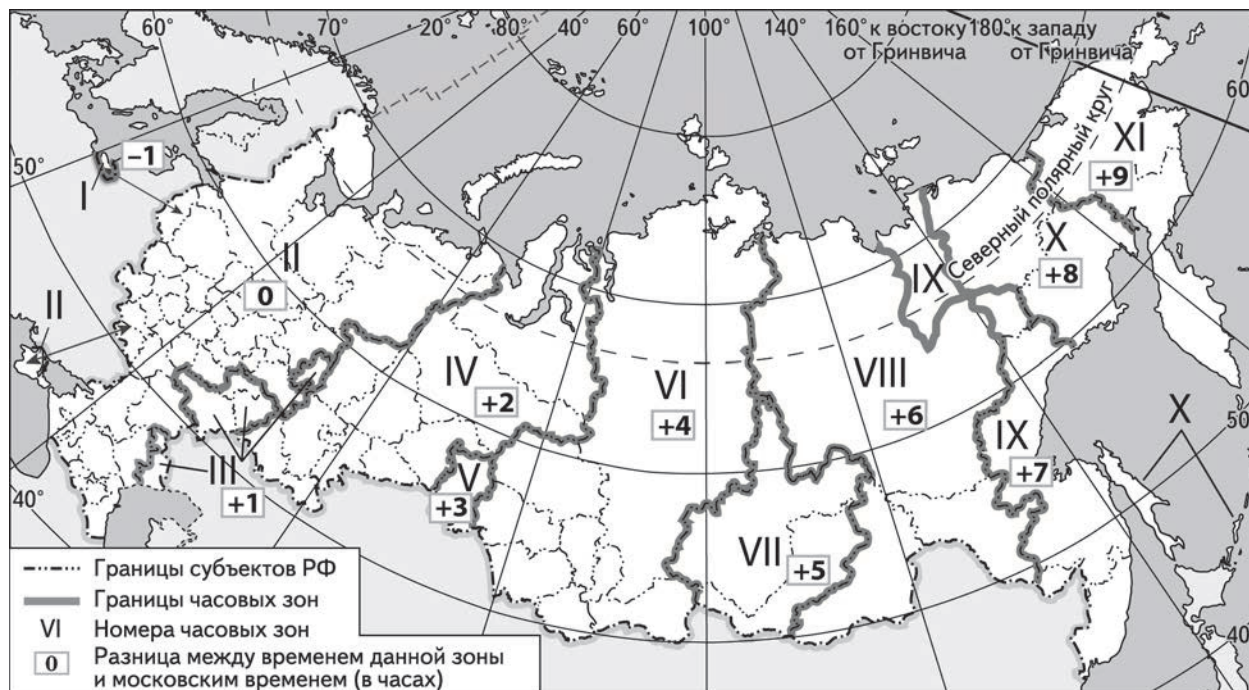 60° 70° 20° 40° 60° 80° 100° 120° 140° 160° к востоку 180° к западу
от Гринвича от Гринвича
60°
50°
–1
I
Северный полярный круг
XI
+9
II
0
X
+8
IX
II
IV
+2
VI
+4
VIII
+6
X
50°
V
+3
IX
+7
III
+1
40°
VII
+5
40°
Границы субъектов РФ
Границы часовых зон
VI Номера часовых зон
0 Разница между временем данной зоны
и московским временем (в часах)